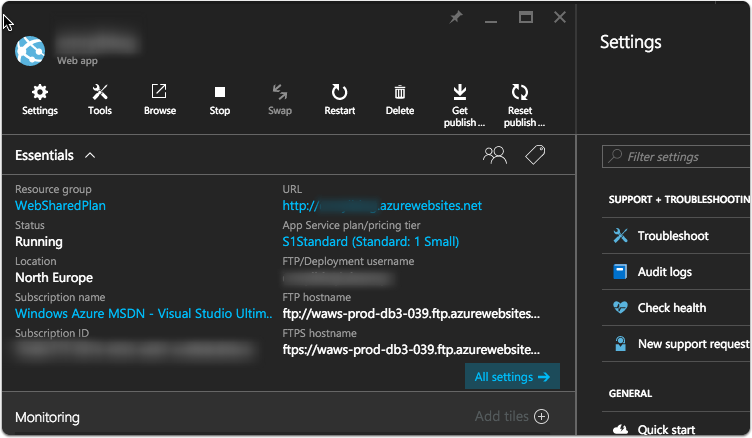 Web app
Settings
Tools
Browse
Stop
Swap
Restart
Delete
Get
publish ...
Reset
publish ...
Essentials
Resource group
WebSharedPlan
Status
Running
Location
North Europe
Subscription name
Windows Azure MSDN - Visual Studio Ultim..
Subscription ID
URL
http:// .azurewebsites.net
App Service plan/pricing tier
S1Standard (Standard: 1 Small)
FTP/Deployment username
FTP hostname
ftp://waws-prod-db3-039.ftp.azurewebsites...
FTPS hostname
ftps://waws-prod-db3-039.ftp.azurewebsite...
All settings →
Monitoring
Add tiles
Settings
Filter settings
SUPPORT + TROUBLESHOOTIN
Troubleshoot
Audit logs
Check health
New support request
GENERAL
Quick start